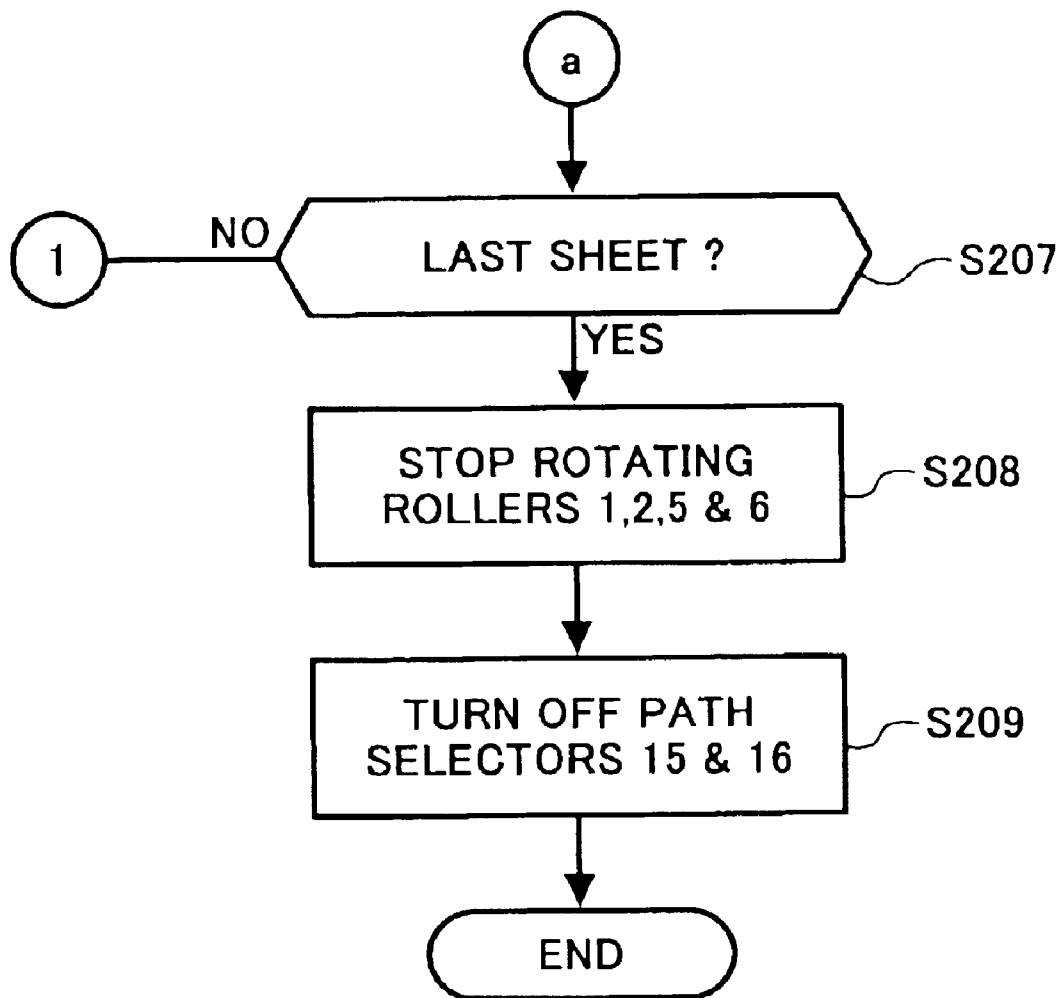 a
1
NO
LAST SHEET ?
S207
YES
STOP ROTATING
ROLLERS 1,2,5 & 6
S208
TURN OFF PATH
SELECTORS 15 & 16
S209
END